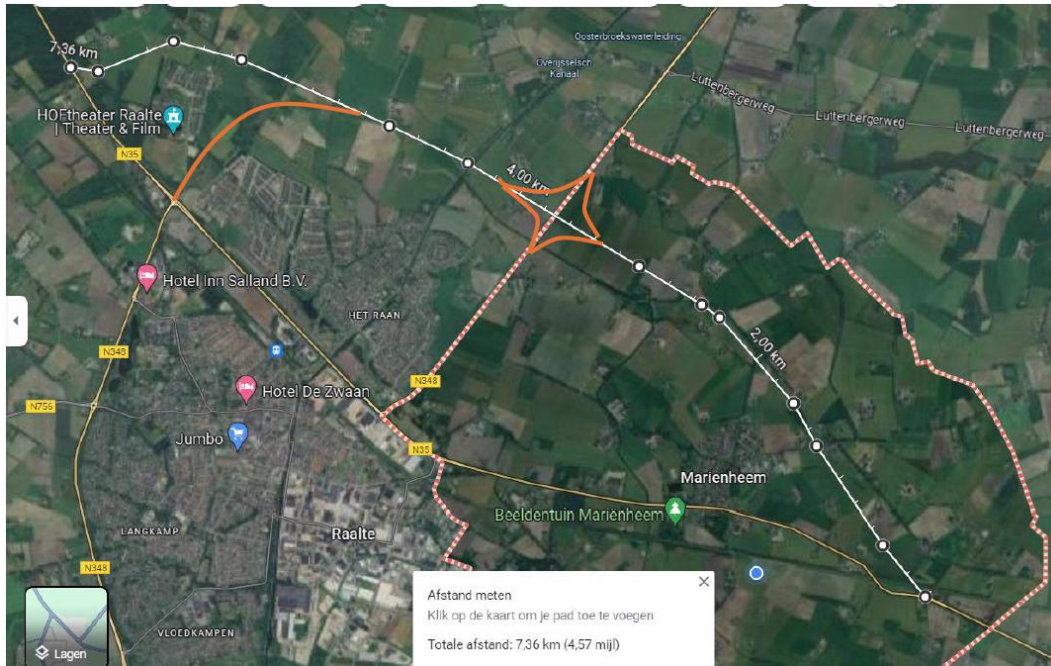 Oosterbroekswaterleiding
7,36 km
Overijsselsch
Kanaal
Luttenbergerweg
Luttenbergerweg
Luttenbergerweg
HOFtheater Raalte
| Theater & Film
N35
4,00 km
Hotel Inn Salland B.V.
HET RAAN
2,00 km
N348
N348
Hotel De Zwaan
N756
Jumbo
N35
Mariënheem
Beeldentuin Mariënheem
LANGKAMP
Raalte
N348
Afstand meten
Klik op de kaart om je pad toe te voegen
VLOEDKAMPEN
Totale afstand: 7,36 km (4,57 mijl)
Lagen